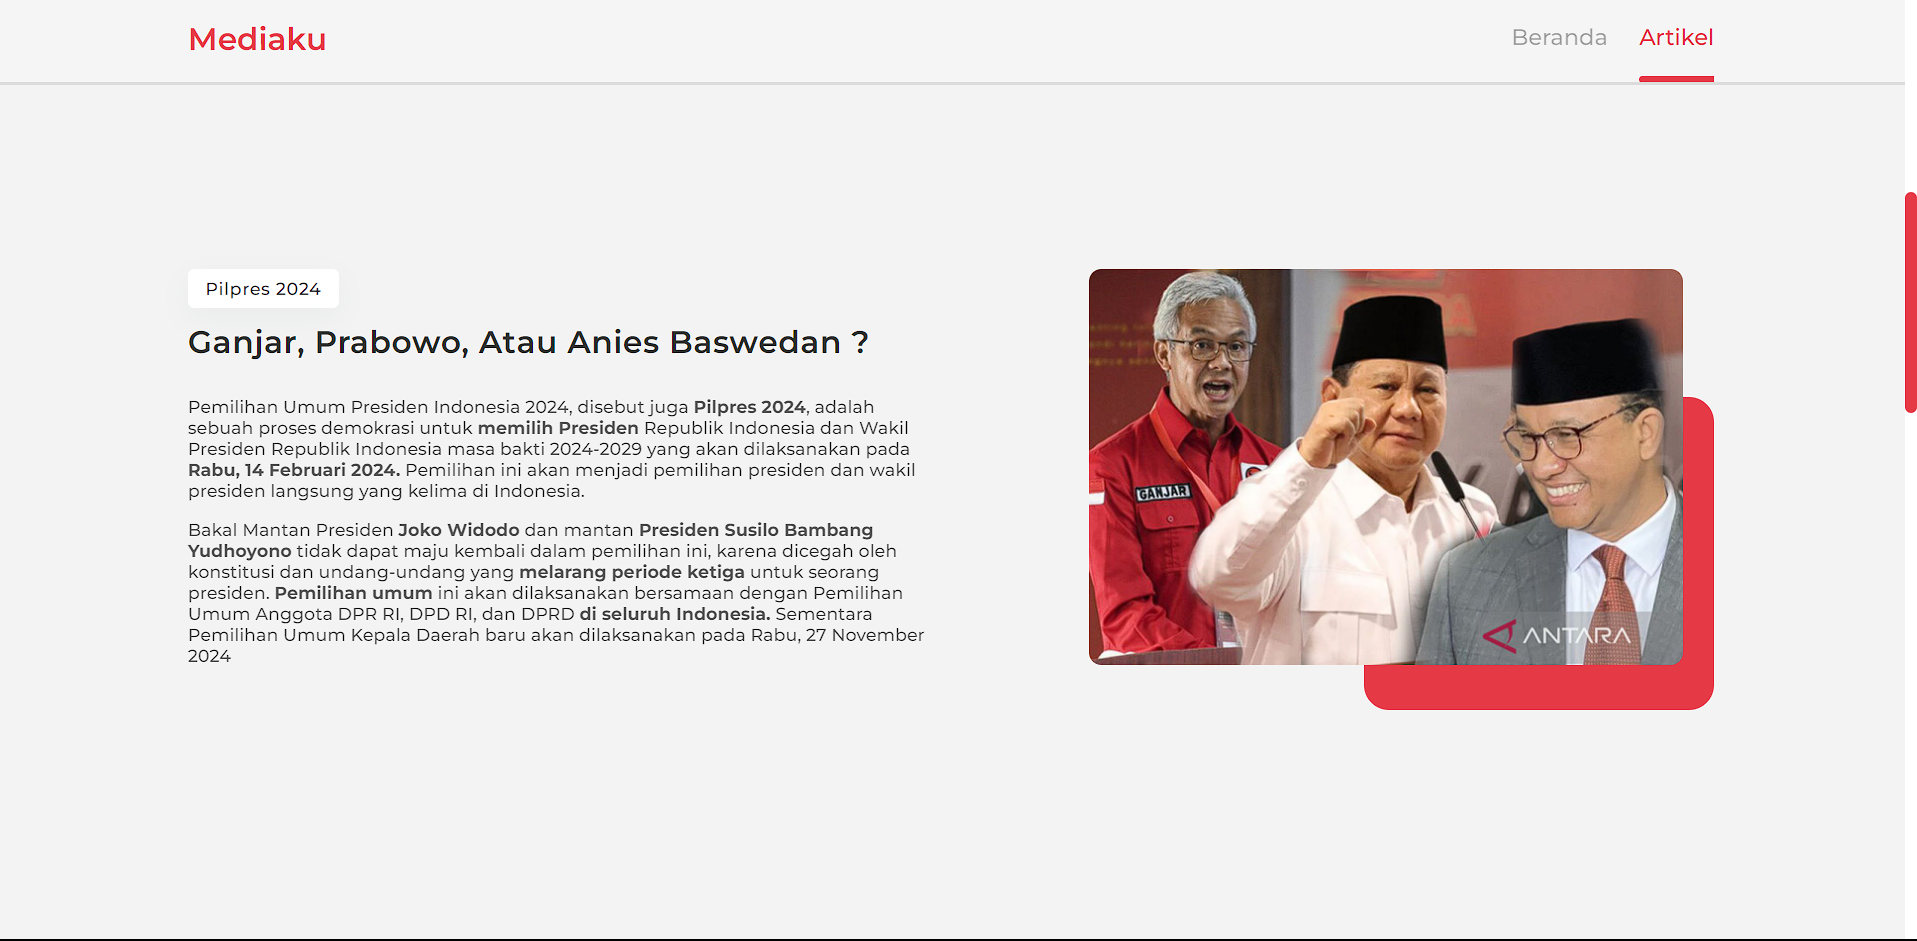 Mediaku
Beranda Artikel
Pilpres 2024
Ganjar, Prabowo, Atau Anies Baswedan ?
Pemilihan Umum Presiden Indonesia 2024, disebut juga Pilpres 2024, adalah
sebuah proses demokrasi untuk memilih Presiden Republik Indonesia dan Wakil
Presiden Republik Indonesia masa bakti 2024-2029 yang akan dilaksanakan pada
Rabu, 14 Februari 2024. Pemilihan ini akan menjadi pemilihan presiden dan wakil
presiden langsung yang kelima di Indonesia.
Bakal Mantan Presiden Joko Widodo dan mantan Presiden Susilo Bambang
Yudhoyono tidak dapat maju kembali dalam pemilihan ini, karena dicegah oleh
konstitusi dan undang-undang yang melarang periode ketiga untuk seorang
presiden. Pemilihan umum ini akan dilaksanakan bersamaan dengan Pemilihan
Umum Anggota DPR RI, DPD RI, dan DPRD di seluruh Indonesia. Sementara
Pemilihan Umum Kepala Daerah baru akan dilaksanakan pada Rabu, 27 November
2024
GANJAR
ANTARA